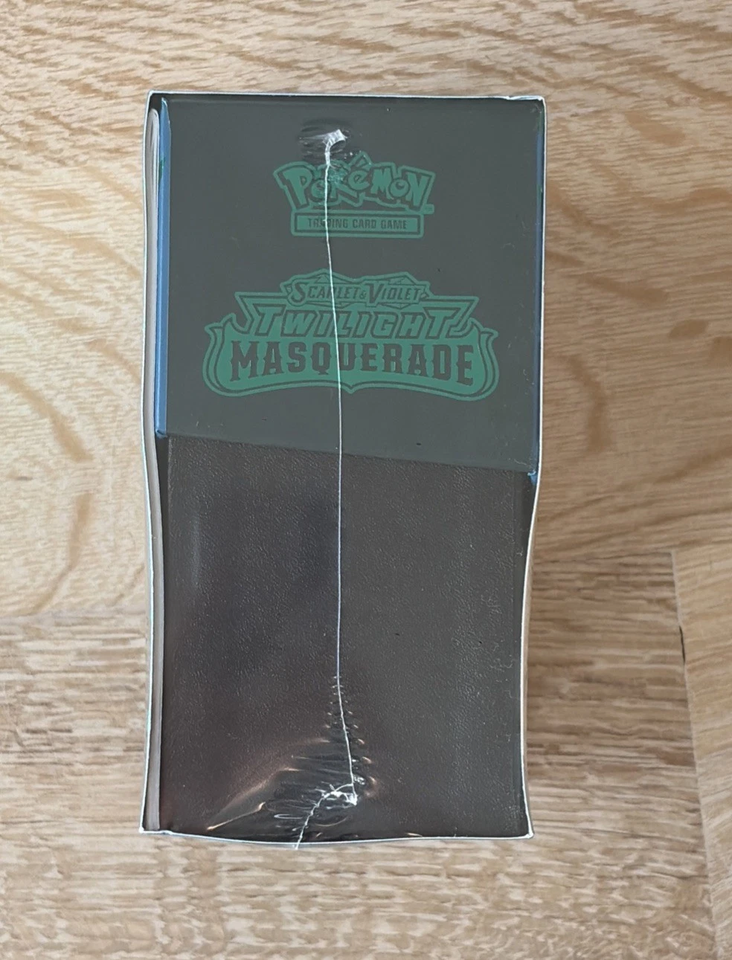 Pokémon
TRADING CARD GAME
SCARLET & VIOLET
TWILIGHT
MASQUERADE